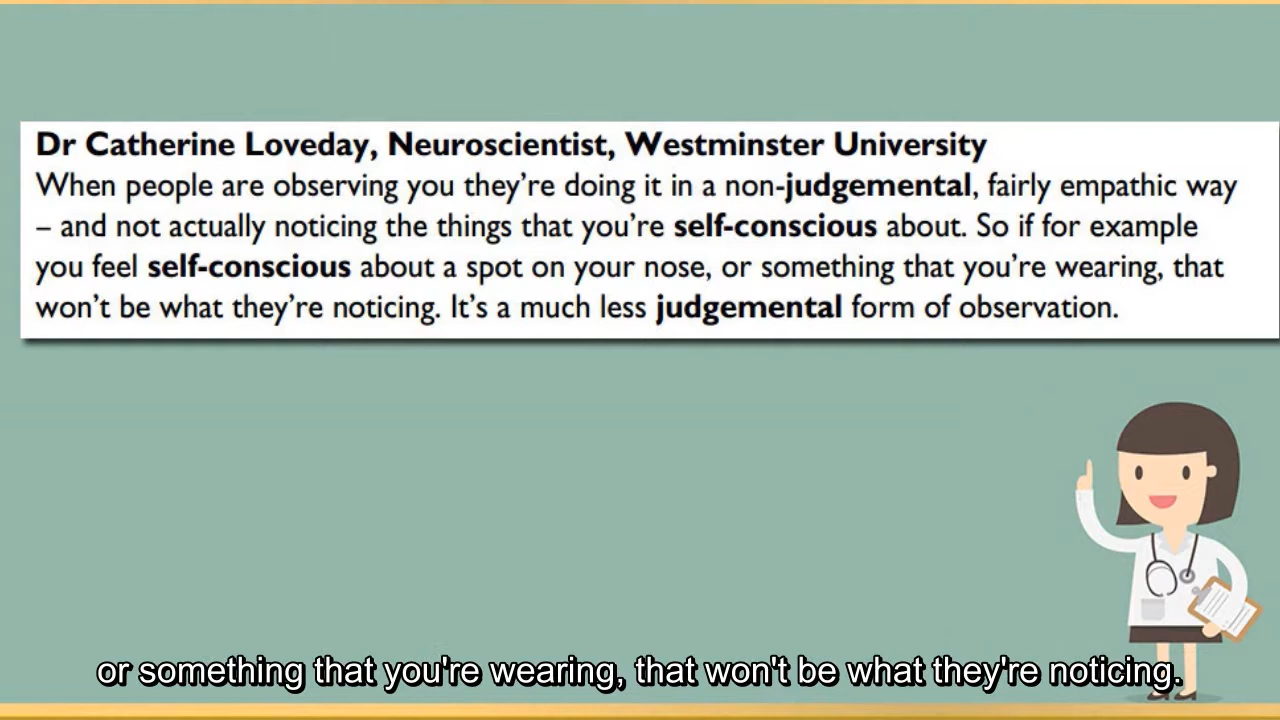 Dr Catherine Loveday, Neuroscientist, Westminster University
When people are observing you they’re doing it in a non-judgemental, fairly empathic way
– and not actually noticing the things that you’re self-conscious about. So if for example
you feel self-conscious about a spot on your nose, or something that you’re wearing, that
won’t be what they’re noticing. It’s a much less judgemental form of observation.
or something that you're wearing, that won't be what they're noticing.